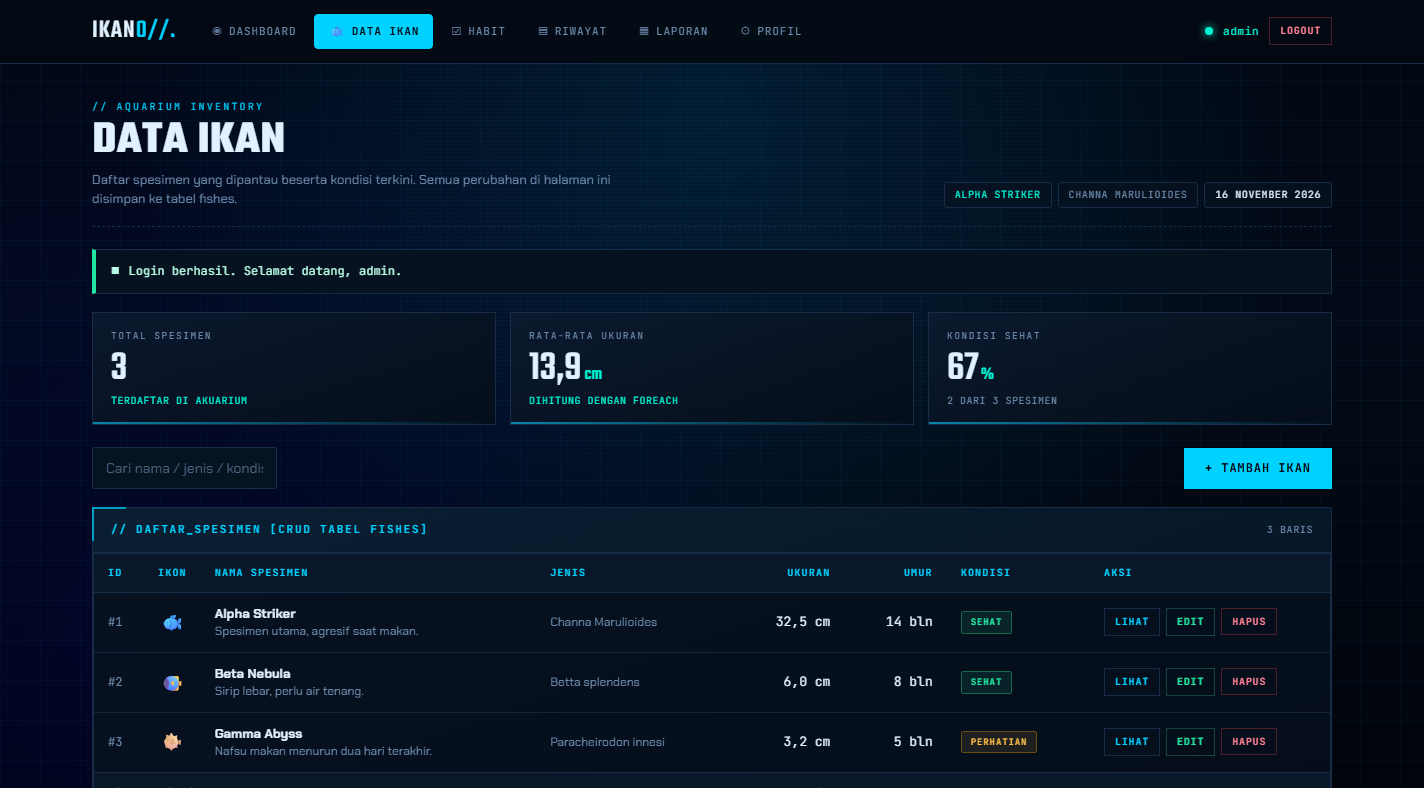 IKANO//.
DASHBOARD
DATA IKAN
HABIT
RIWAYAT
LAPORAN
PROFIL
admin
LOGOUT
// AQUARIUM INVENTORY
DATA IKAN
Daftar spesimen yang dipantau beserta kondisi terkini. Semua perubahan di halaman ini
disimpan ke tabel fishes.
ALPHA STRIKER
CHANNA MARULIOIDES
16 NOVEMBER 2026
Login berhasil. Selamat datang, admin.
TOTAL SPESIMEN
3
TERDAFTAR DI AKUARIUM
RATA-RATA UKURAN
13,9 cm
DIHITUNG DENGAN FOREACH
KONDISI SEHAT
67 %
2 DARI 3 SPESIMEN
Cari nama / jenis / kondis
+ TAMBAH IKAN
// DAFTAR_SPESIMEN [CRUD TABEL FISHES]
3 BARIS
ID IKON NAMA SPESIMEN JENIS UKURAN UMUR KONDISI AKSI
#1 Alpha Striker Channa Marulioides 32,5 cm 14 bln SEHAT LIHAT EDIT HAPUS
Spesimen utama, agresif saat makan.
#2 Beta Nebula Betta splendens 6,0 cm 8 bln SEHAT LIHAT EDIT HAPUS
Sirip lebar, perlu air tenang.
#3 Gamma Abyss Paracheirodon innesi 3,2 cm 5 bln PERHATIAN LIHAT EDIT HAPUS
Nafsu makan menurun dua hari terakhir.